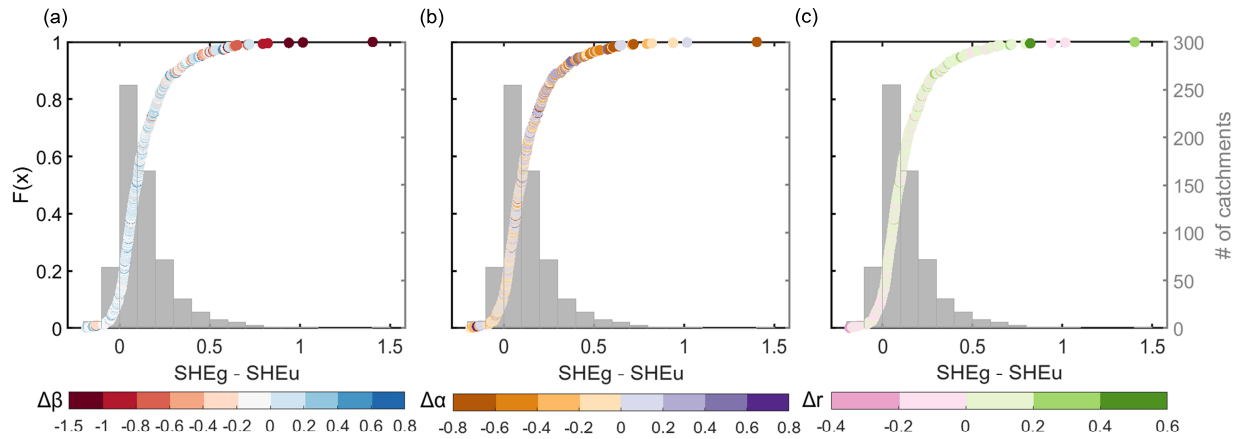 (a) (b) (c)
1 300
0.8 250
0.6 200
F(x) 150 # of catchments
0.4 100
0.2 50
0 0
0 0.5 1 1.5 0 0.5 1 1.5 0 0.5 1 1.5
SHEg - SHEu SHEg - SHEu SHEg - SHEu
Δβ Δα Δr
-1.5 -1 -0.8 -0.6 -0.4 -0.2 0 0.2 0.4 0.6 0.8 -0.8 -0.6 -0.4 -0.2 0 0.2 0.4 0.6 0.8 -0.4 -0.2 0 0.2 0.4 0.6